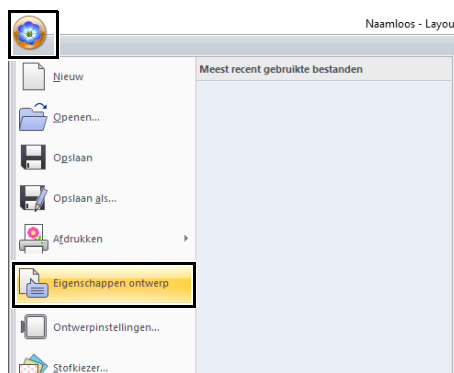 Naamloos - Layou
Meest recent gebruikte bestanden
Nieuw
Openen...
Opslaan
Opslaan als...
Afdrukken
Eigenschappen ontwerp
Ontwerpinstellingen...
Stofkiezer...